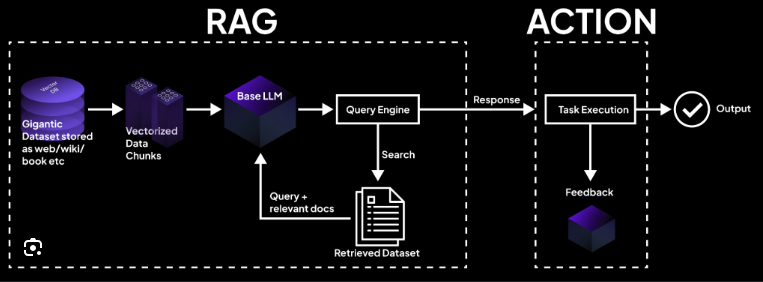 RAG
ACTION
Vector
DB
Gigantic
Dataset stored
as web/wiki/
book etc
Vectorized
Data
Chunks
Base LLM
Query Engine
Response
Task Execution
Output
Search
Query +
relevant docs
Retrieved Dataset
Feedback